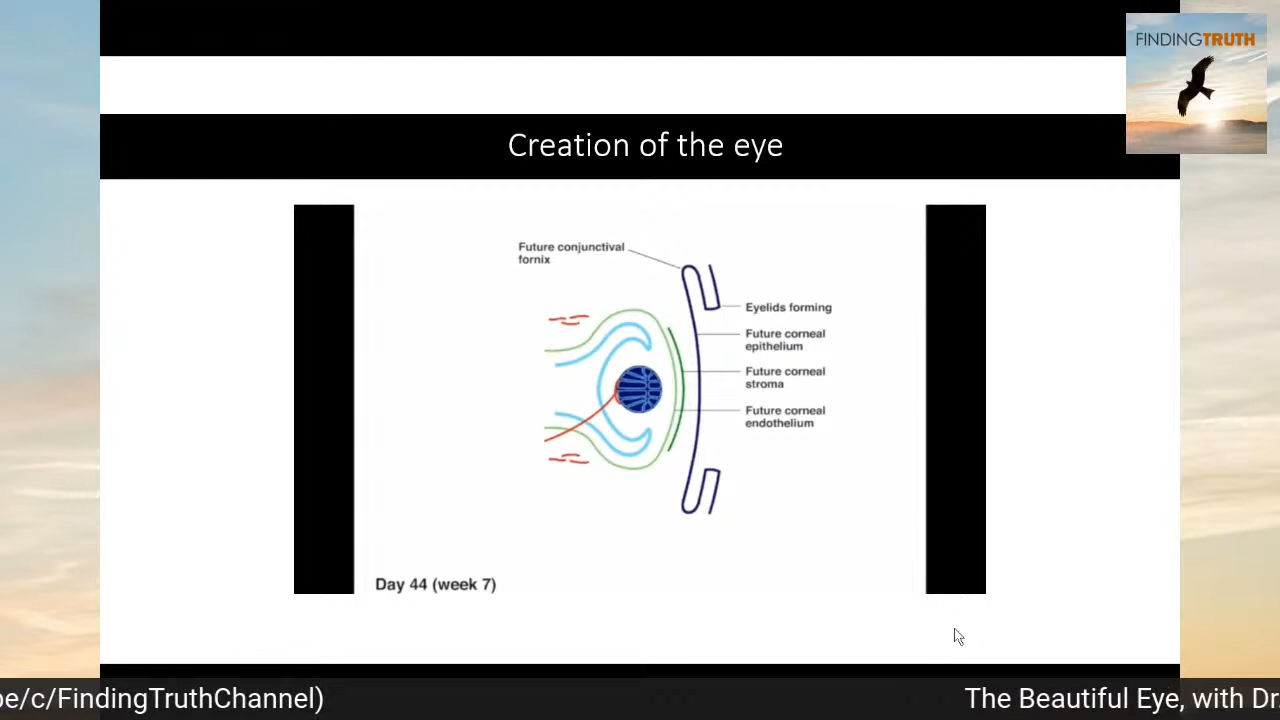 FINDINGTRUTH
Creation of the eye
Future conjunctival
fornix
Eyelids forming
Future corneal
epithelium
Future corneal
stroma
Future corneal
endothelium
Day 44 (week 7)
be/c/FindingTruthChannel)
The Beautiful Eye, with Dr.